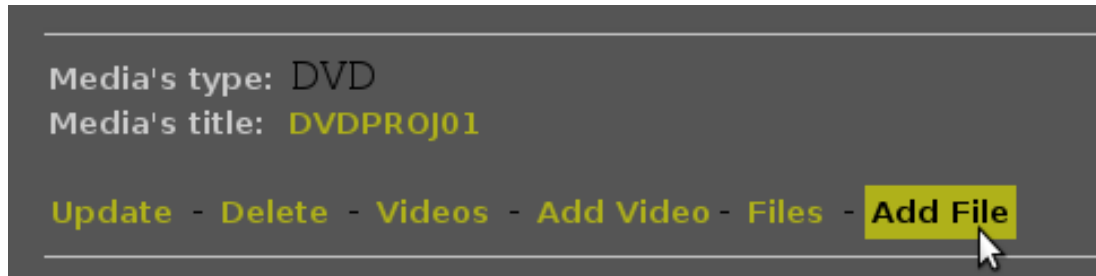 Media's type: DVD
Media's title: DVDPROJ01
Update - Delete - Videos - Add Video - Files - Add File